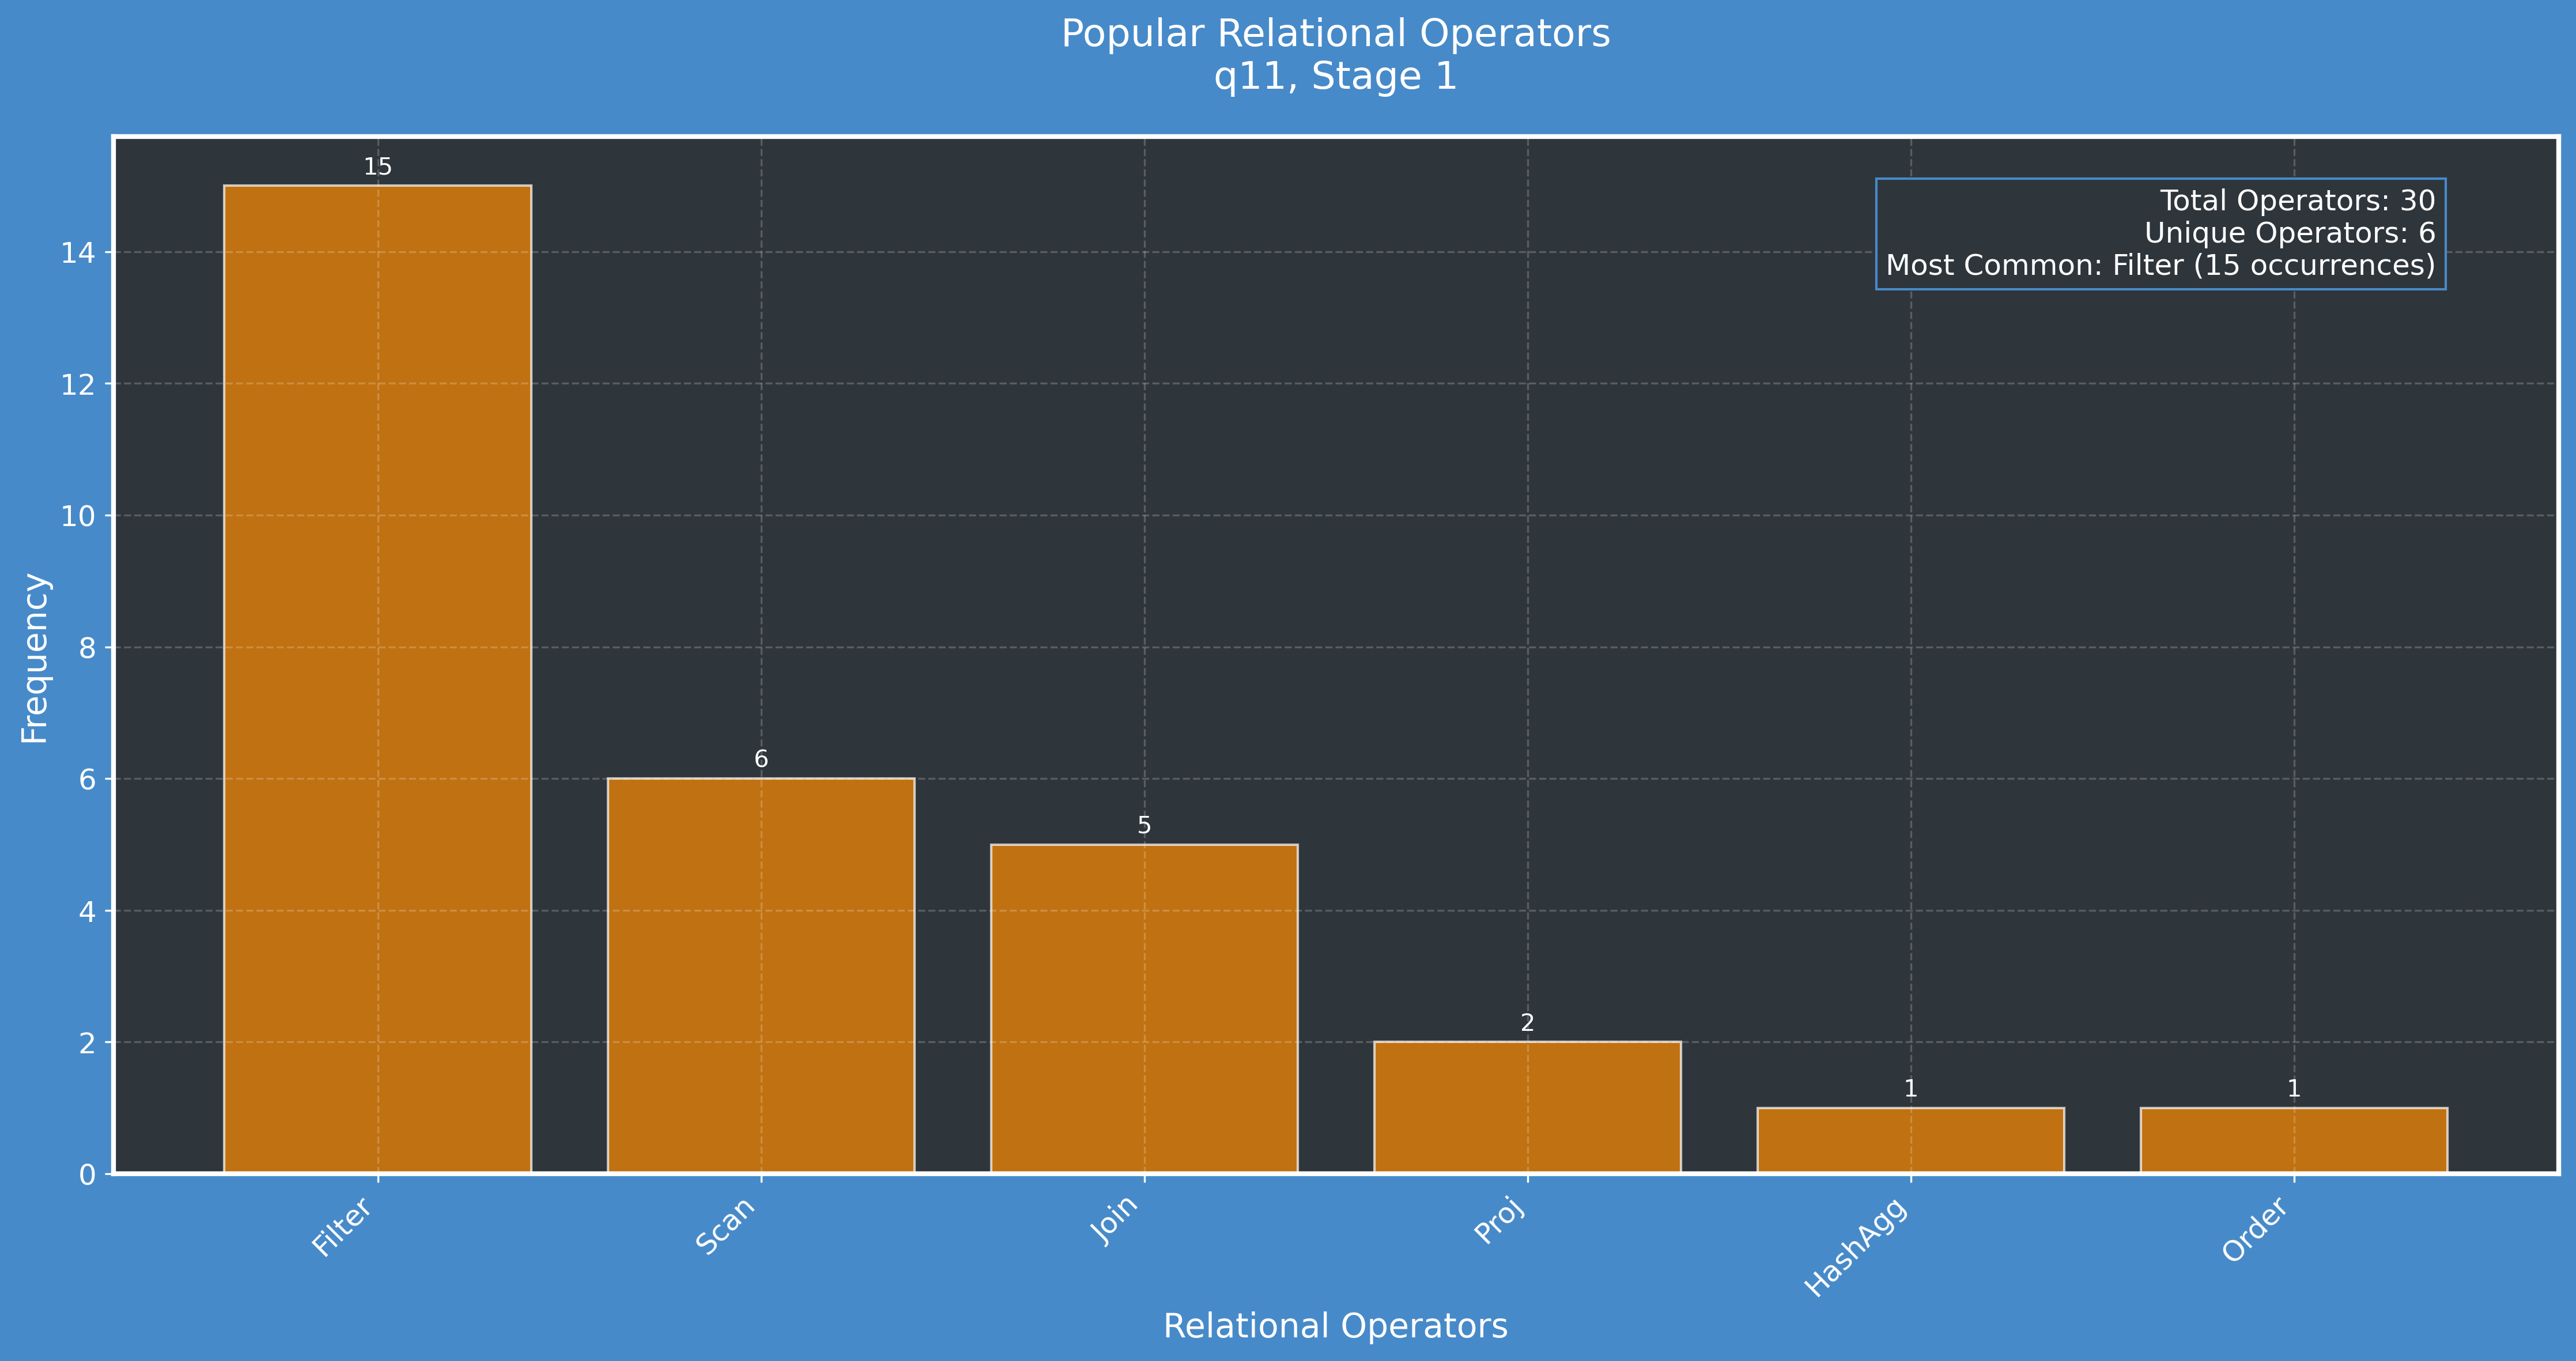 Popular Relational Operators
q11, Stage 1
15
Total Operators: 30
Unique Operators: 6
Most Common: Filter (15 occurrences)
14
12
10
8
6
4
2
0
Frequency
6
5
2
1
1
Filter
Scan
Join
Proj
HashAgg
Order
Relational Operators